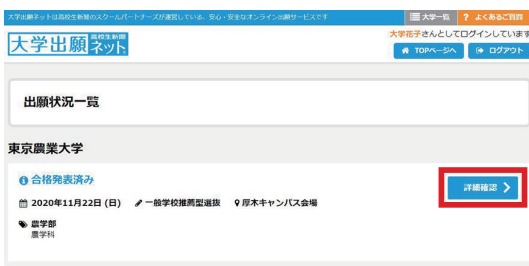 大学出願ネットは高校生新聞のスクールパートナーズが運営している、安心・安全なオンライン出願サービスです
大学一覧
? よくあるご質問
大学出願高校生新聞ネット
大学花子さんとしてログインしています
TOPページへ
ログアウト
出願状況一覧
東京農業大学
合格発表済み
詳細確認
2020年11月22日 (日) 一般学校推薦型選抜 厚木キャンパス会場
農学部
農学科